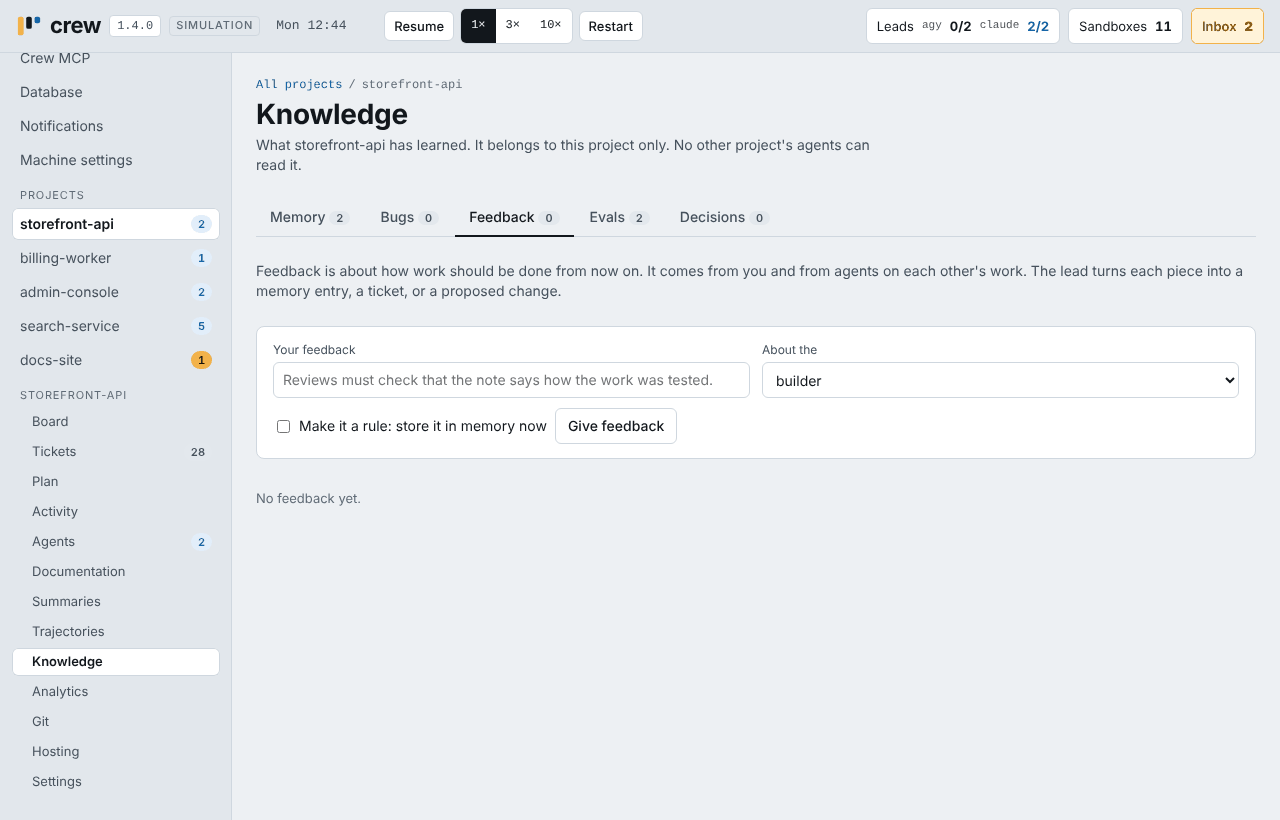 crew 1.4.0 SIMULATION Mon 12:44 Resume 1× 3× 10× Restart Leads agy 0/2 claude 2/2 Sandboxes 11 Inbox 2
Crew MCP
Database
Notifications
Machine settings
PROJECTS
storefront-api 2
billing-worker 1
admin-console 2
search-service 5
docs-site 1
STOREFRONT-API
Board
Tickets 28
Plan
Activity
Agents 2
Documentation
Summaries
Trajectories
Knowledge
Analytics
Git
Hosting
Settings
All projects / storefront-api
Knowledge
What storefront-api has learned. It belongs to this project only. No other project's agents can
read it.
Memory 2 Bugs 0 Feedback 0 Evals 2 Decisions 0
Feedback is about how work should be done from now on. It comes from you and from agents on each other's work. The lead turns each piece into a
memory entry, a ticket, or a proposed change.
Your feedback About the
Reviews must check that the note says how the work was tested. builder
Make it a rule: store it in memory now Give feedback
No feedback yet.